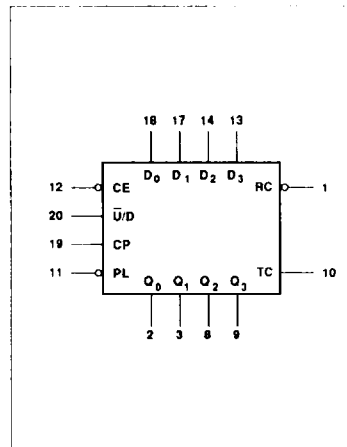 18 17 14 13
D0 D1 D2 D3
12 CE RC 1
U̅/D
20
19 CP
11 PL TC 10
Q0 Q1 Q2 Q3
2 3 8 9